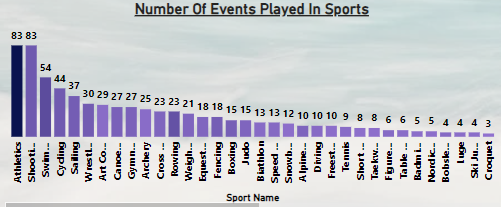 Number Of Events Played In Sports
83 83 54 44 37 30 29 27 27 25 23 23 21 18 18 15 15 13 13 12 10 10 10 9 8 8 6 6 5 5 4 4 4 3
Athletics
Shooti...
Swim...
Cycling
Sailing
Wrest...
Art Co...
Canoe...
Gymn...
Archery
Cross ...
Rowing
Weigh...
Equest...
Fencing
Boxing
Judo
Biathlon
Speed ...
Snowb...
Alpine...
Diving
Freest...
Tennis
Short ...
Taekw...
Figure...
Table ...
Badmi...
Nordic...
Bobsle...
Luge
Ski Ju...
Croquet
Sport Name